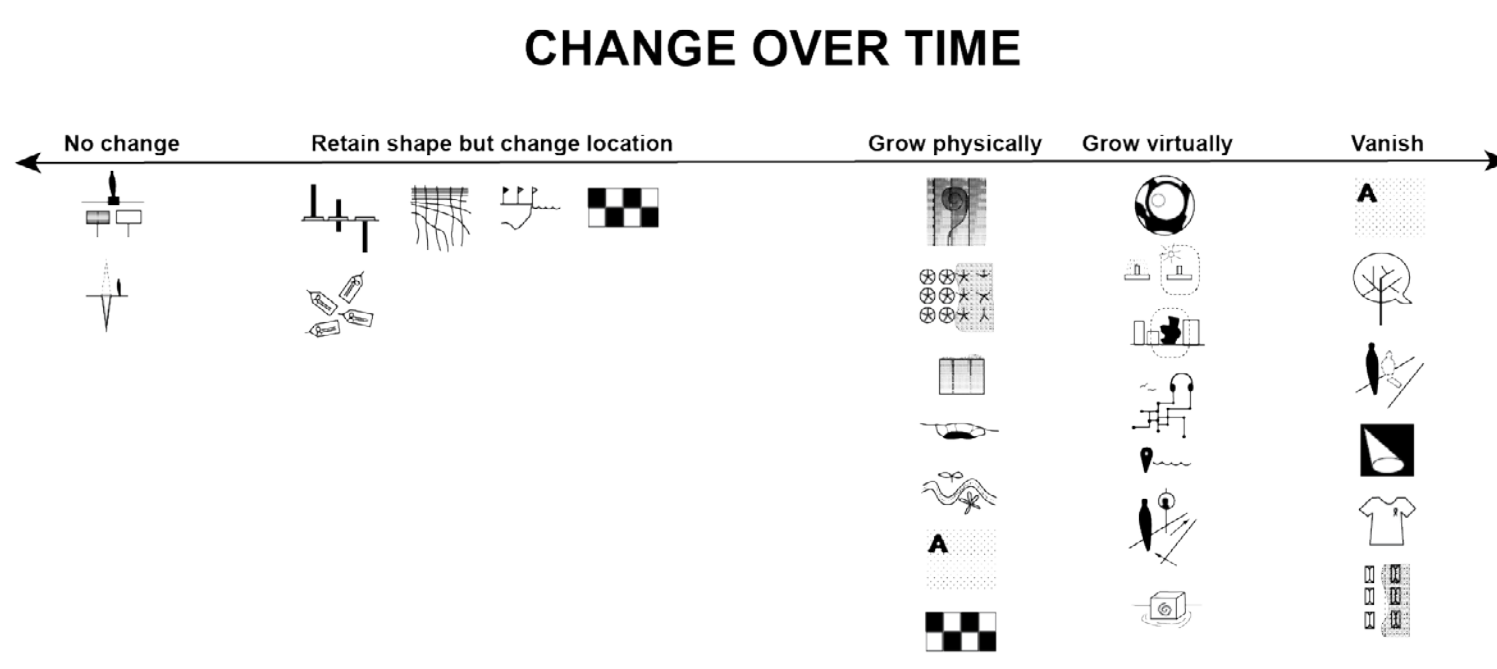 CHANGE OVER TIME
No change
Retain shape but change location
Grow physically
Grow virtually
Vanish
A
A